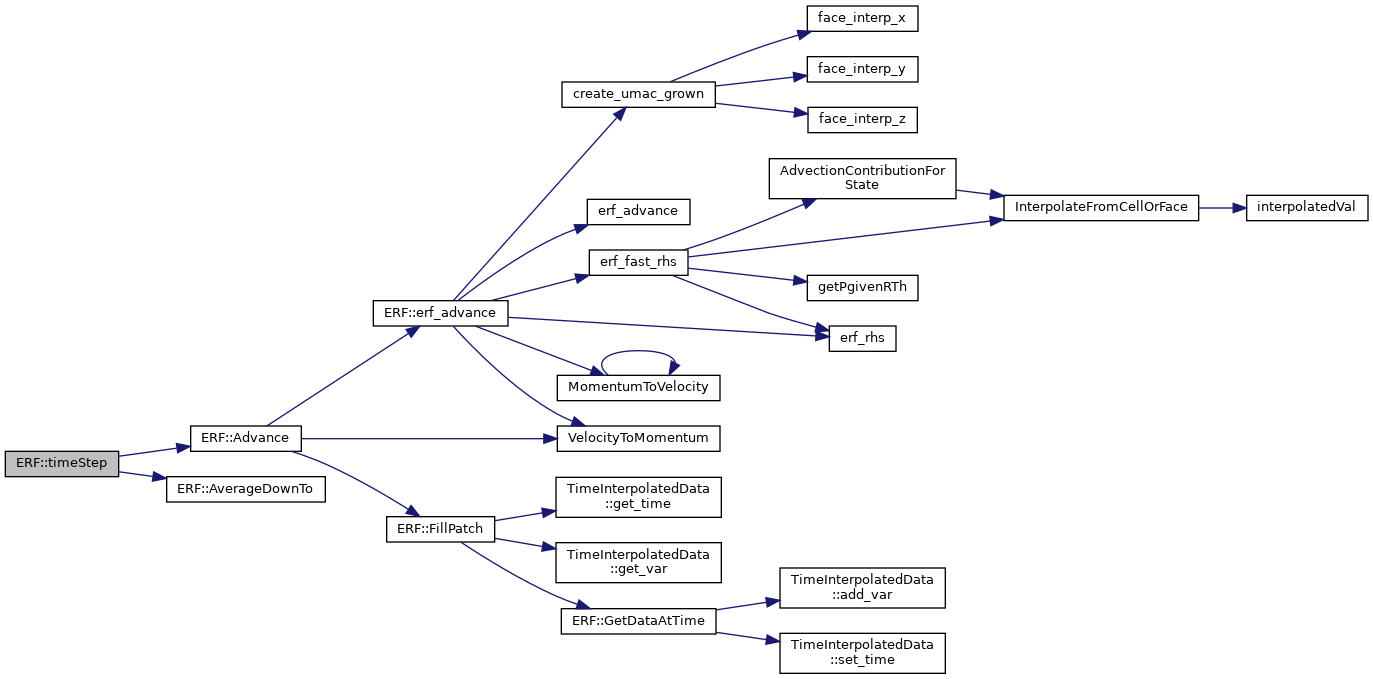 face_interp_x
face_interp_y
create_umac_grown
face_interp_z
AdvectionContributionFor
State
InterpolateFromCellOrFace
interpolatedVal
erf_advance
erf_fast_rhs
getPgivenRTh
ERF::erf_advance
erf_rhs
MomentumToVelocity
ERF::Advance
VelocityToMomentum
ERF::timeStep
ERF::AverageDownTo
TimeInterpolatedData
::get_time
ERF::FillPatch
TimeInterpolatedData
::get_var
TimeInterpolatedData
::add_var
ERF::GetDataAtTime
TimeInterpolatedData
::set_time